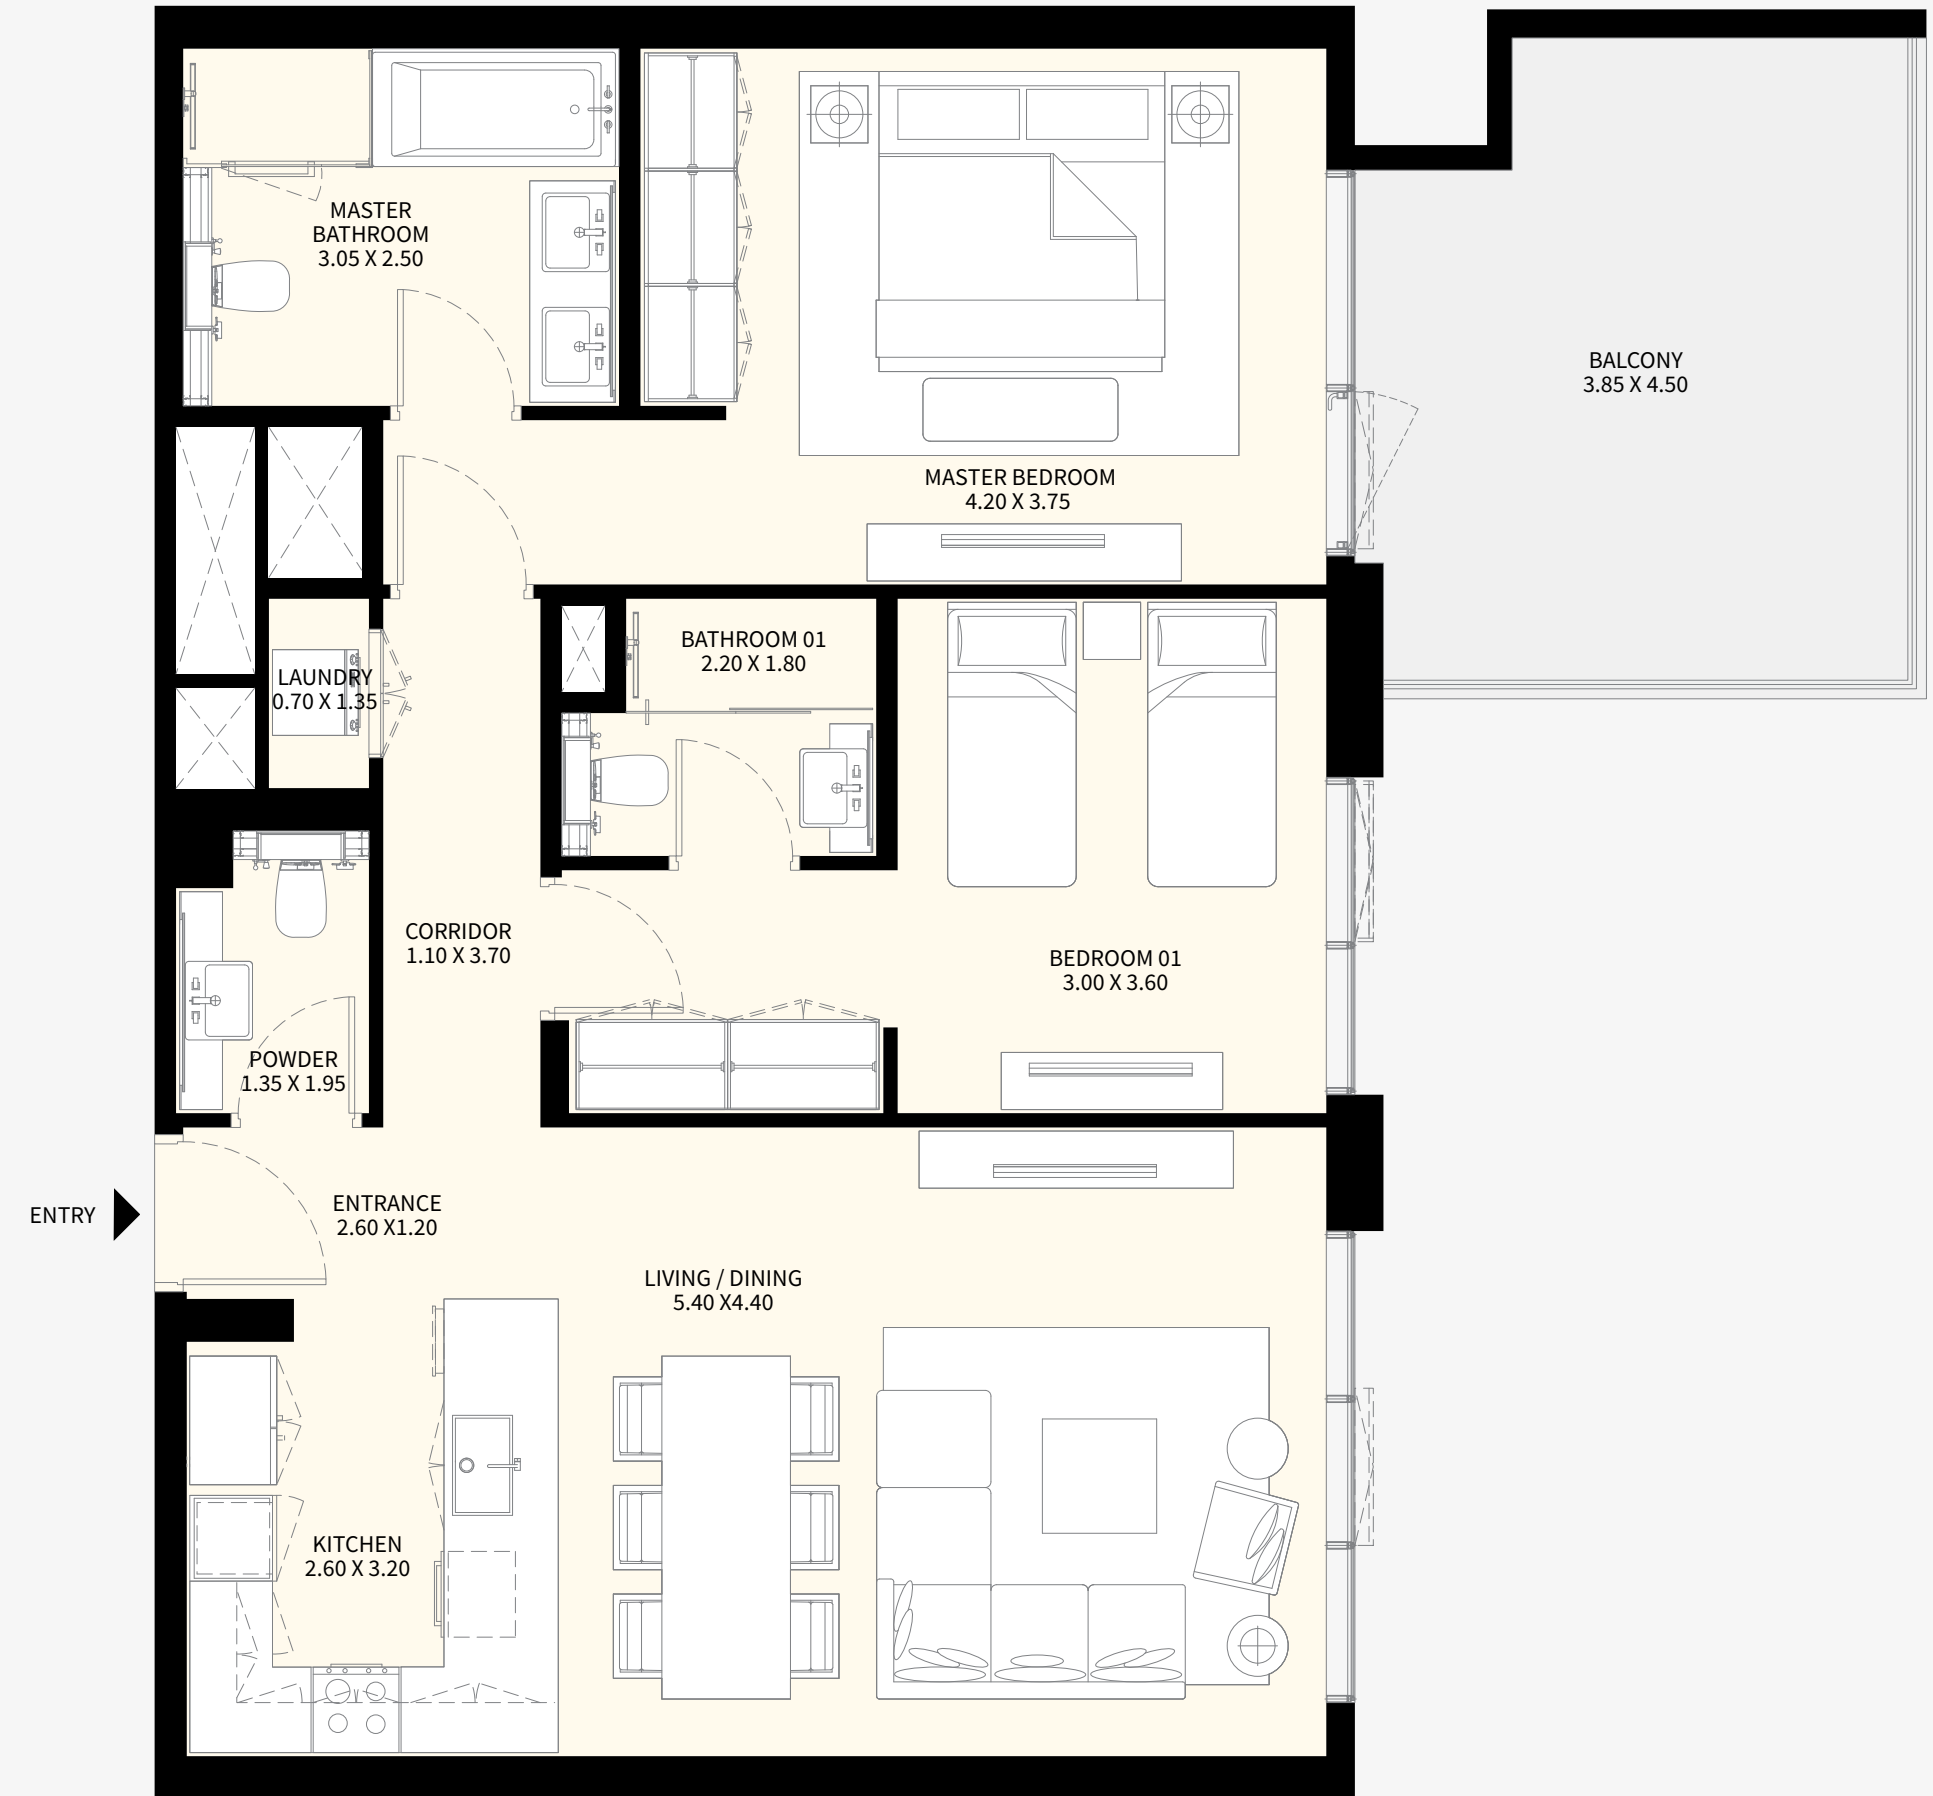 MASTER
BATHROOM
3.05 X 2.50
BALCONY
3.85 X 4.50
MASTER BEDROOM
4.20 X 3.75
BATHROOM 01
2.20 X 1.80
LAUNDRY
0.70 X 1.35
CORRIDOR
1.10 X 3.70
BEDROOM 01
3.00 X 3.60
POWDER
1.35 X 1.95
ENTRY
ENTRANCE
2.60 X1.20
LIVING / DINING
5.40 X4.40
KITCHEN
2.60 X 3.20